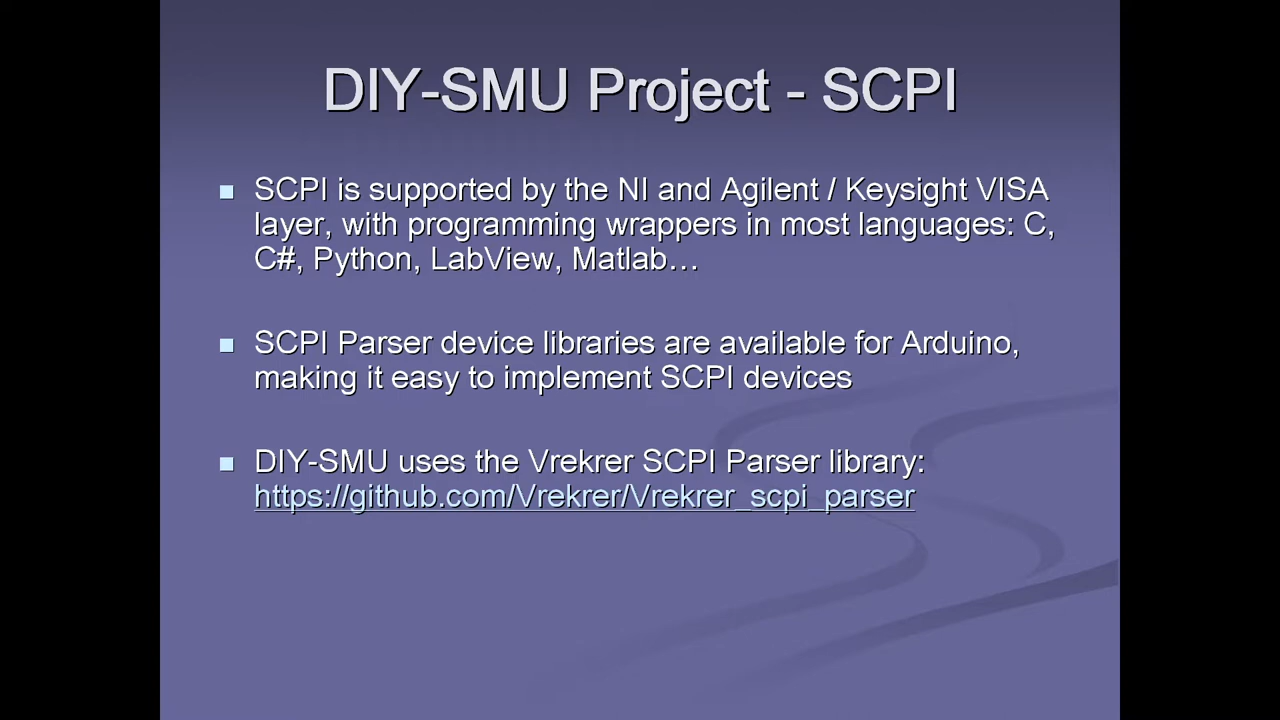 DIY-SMU Project - SCPI
SCPI is supported by the NI and Agilent / Keysight VISA
layer, with programming wrappers in most languages: C,
C#, Python, LabView, Matlab…
SCPI Parser device libraries are available for Arduino,
making it easy to implement SCPI devices
DIY-SMU uses the Vrekrer SCPI Parser library:
https://github.com/Vrekrer/Vrekrer_scpi_parser